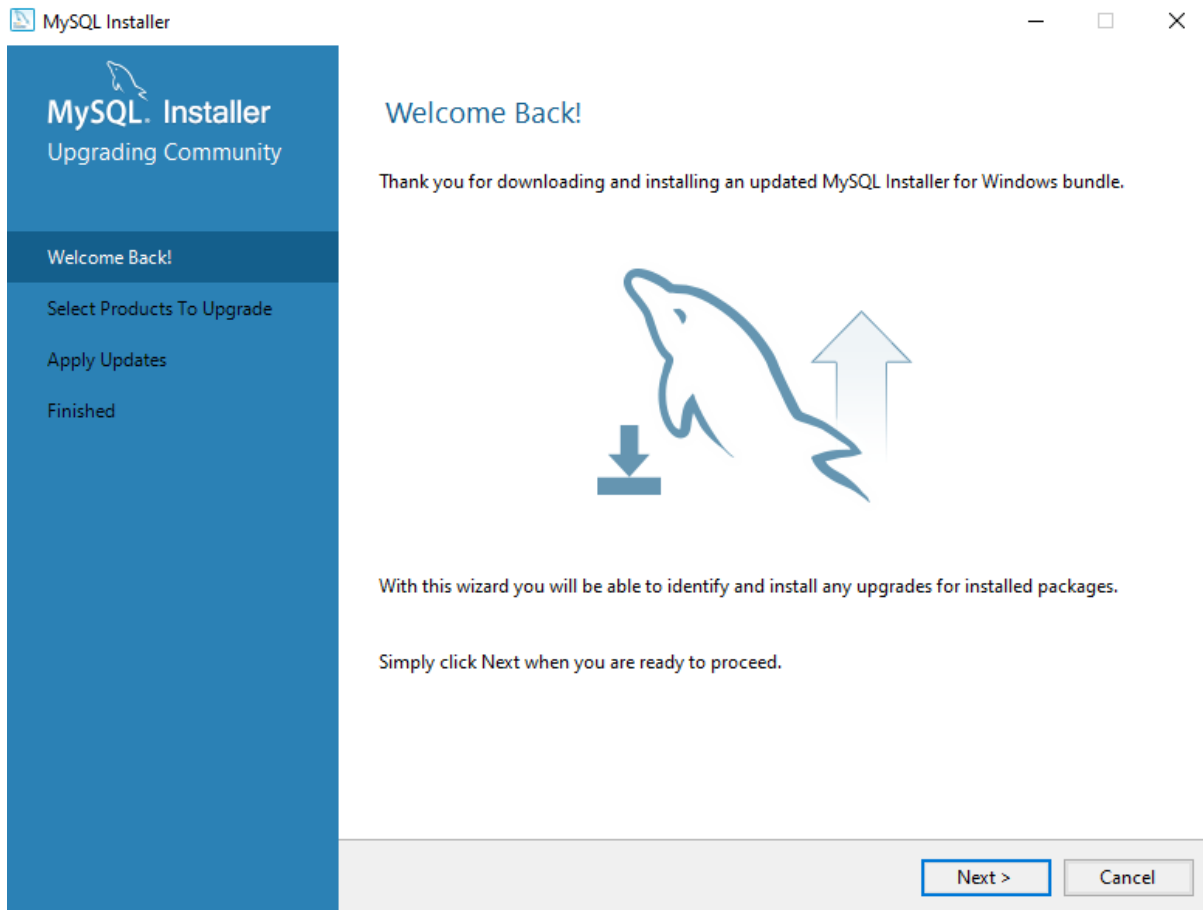 MySQL Installer
MySQL. Installer
Upgrading Community
Welcome Back!
Select Products To Upgrade
Apply Updates
Finished
Welcome Back!
Thank you for downloading and installing an updated MySQL Installer for Windows bundle.
With this wizard you will be able to identify and install any upgrades for installed packages.
Simply click Next when you are ready to proceed.
Next >
Cancel